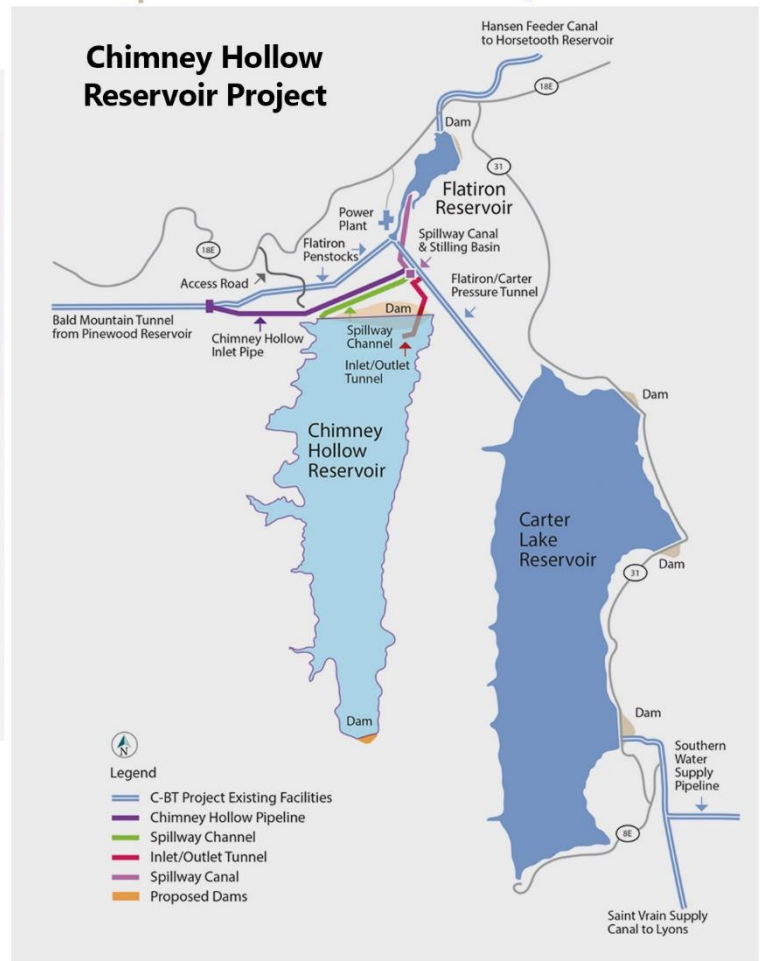 Chimney Hollow
Reservoir Project
Hansen Feeder Canal
to Horsetooth Reservoir
18E
Dam
31
Flatiron
Reservoir
Power
Plant
Spillway Canal
& Stilling Basin
Flatiron
Penstocks
18E
Access Road
Flatiron/Carter
Pressure Tunnel
Bald Mountain Tunnel
from Pinewood Reservoir
Chimney Hollow
Inlet Pipe
Dam
Spillway
Channel
Inlet/Outlet
Tunnel
Dam
Chimney
Hollow
Reservoir
Carter
Lake
Reservoir
Dam
31
Dam
Dam
Southern
Water
Supply
Pipeline
8E
Saint Vrain Supply
Canal to Lyons
N
Legend
C-BT Project Existing Facilities
Chimney Hollow Pipeline
Spillway Channel
Inlet/Outlet Tunnel
Spillway Canal
Proposed Dams